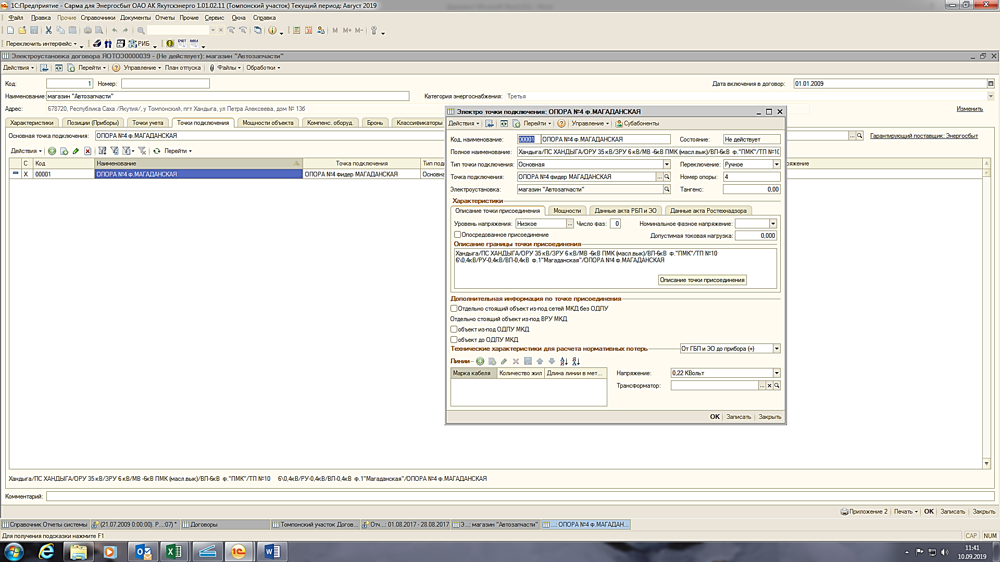 1С:Предприятие - Сарма для Энергосбыт ОАО АК Якутскэнерго 1.01.02.11 (Томпонский участок) Текущий период: Август 2019
Файл Правка Прочие Справочники Документы Отчеты Прочие Сервис Окна Справка
M M+ M-
Переключить интерфейс РИБ СЧЕТ НАКЛ
Электроустановка договора ЯОТОЭ0000039 - (Не действует): магазин "Автозапчасти"
Действия Перейти Управление План отпуска Файлы Обработки
Код: 1 Номер: Дата включения в договор: 01.01.2009
Наименование: магазин "Автозапчасти" Категория энергоснабжения: Третья
Адрес: 678720, Республика Саха /Якутия/, у Томпонский, пгт Хандыга, ул Петра Алексеева, дом № 13б Изменить
Характеристики Позиции (Приборы) Точки учета Точки подключения Мощности объекта Компенс. оборуд. Бронь Классификаторы
Основная точка подключения: ОПОРА №4 ф.МАГАДАНСКАЯ Гарантирующий поставщик: Энергосбыт
Действия Перейти
С Код Наименование Точка подключения Тип под ряжение
X 00001 ОПОРА №4 ф.МАГАДАНСКАЯ ОПОРА №4 фидер МАГАДАНСКАЯ Основна
Электро точки подключения: ОПОРА №4 ф.МАГАДАНСКАЯ
Действия Перейти Управление Субабоненты
Код, наименование: 00001 ОПОРА №4 ф.МАГАДАНСКАЯ Состояние: Не действует
Полное наименование: Хандыга/ПС ХАНДЫГА/ОРУ 35 кВ/ЗРУ 6 кВ/МВ -6кВ ПМК (масл.вык)/ВЛ-6кВ ф."ПМК"/ТП №10
Тип точки подключения: Основная Переключение: Ручное
Точка подключения: ОПОРА №4 фидер МАГАДАНСКАЯ ... Номер опоры: 4
Электроустановка: магазин "Автозапчасти" Тангенс: 0,00
Характеристики
Описание точки присоединения Мощности Данные акта РБП и ЭО Данные акта Ростехнадзора
Уровень напряжения: Низкое ... Число фаз: 0 Номинальное фазное напряжение:
Опосредованное присоединение Допустимая токовая нагрузка: 0,000
Описание границы точки присоединения
Хандыга/ПС ХАНДЫГА/ОРУ 35 кВ/ЗРУ 6 кВ/МВ -6кВ ПМК (масл.вык)/ВЛ-6кВ ф."ПМК"/ТП №10
6\0,4кВ/РУ-0,4кВ/ВЛ-0,4кВ ф.1"Магаданская"/ОПОРА №4 ф.МАГАДАНСКАЯ
Описание точки присоединения
Дополнительная информация по точке присоединения
Отдельно стоящий объект из-под сетей МКД без ОДПУ
Отдельно стоящий объект из-под ВРУ МКД
объект из-под ОДПУ МКД
объект до ОДПУ МКД
Технические характеристики для расчета нормативных потерь От ГБП и ЭО до прибора (+)
Линии
Марка кабеля Количество жил Длина линии в мет... Напряжение: 0,22 КВольт
Трансформатор: ...
OK Записать Закрыть
Хандыга/ПС ХАНДЫГА/ОРУ 35 кВ/ЗРУ 6 кВ/МВ -6кВ ПМК (масл.вык)/ВЛ-6кВ ф."ПМК"/ТП №10 6\0,4кВ/РУ-0,4кВ/ВЛ-0,4кВ ф.1"Магаданская"/ОПОРА №4 ф.МАГАДАНСКАЯ
Комментарий:
Приложение 2 Печать OK Записать Закрыть
Справочник Отчеты системы (21.07.2009 0:00:00). Р...:07) * Договоры Томпонский участок Догов... Отч...: 01.08.2017 - 28.08.2017 Э...: магазин "Автозапчасти" ...: ОПОРА №4 ф.МАГАДАН...
Для получения подсказки нажмите F1 CAP NUM
11:41
10.09.2019